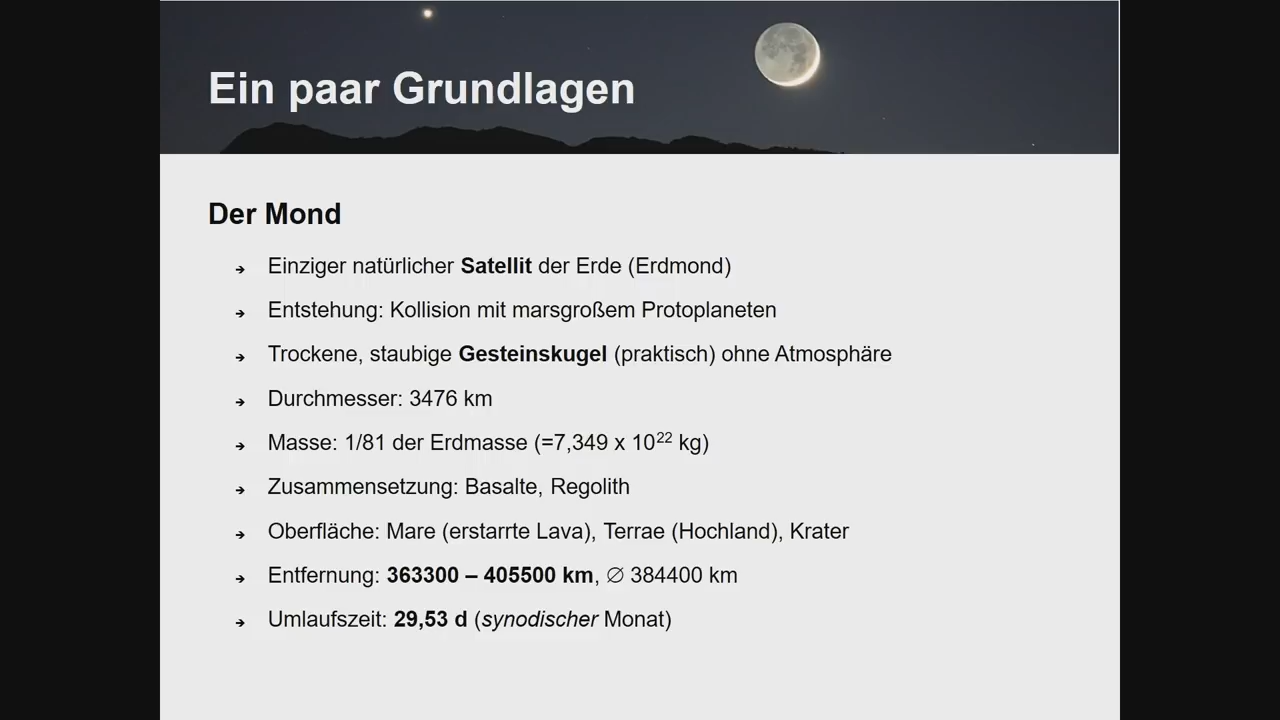 Ein paar Grundlagen
Der Mond
➔ Einziger natürlicher Satellit der Erde (Erdmond)
➔ Entstehung: Kollision mit marsgroßem Protoplaneten
➔ Trockene, staubige Gesteinskugel (praktisch) ohne Atmosphäre
➔ Durchmesser: 3476 km
➔ Masse: 1/81 der Erdmasse (=7,349 x 10²² kg)
➔ Zusammensetzung: Basalte, Regolith
➔ Oberfläche: Mare (erstarrte Lava), Terrae (Hochland), Krater
➔ Entfernung: 363300 – 405500 km, ∅ 384400 km
➔ Umlaufszeit: 29,53 d (synodischer Monat)